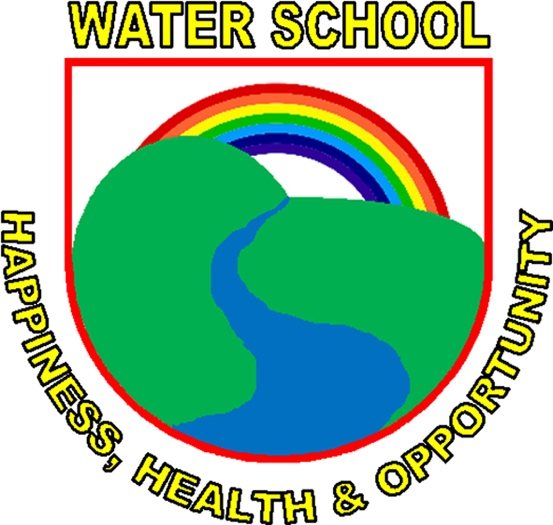 WATER SCHOOL
HAPPINESS, HEALTH & OPPORTUNITY